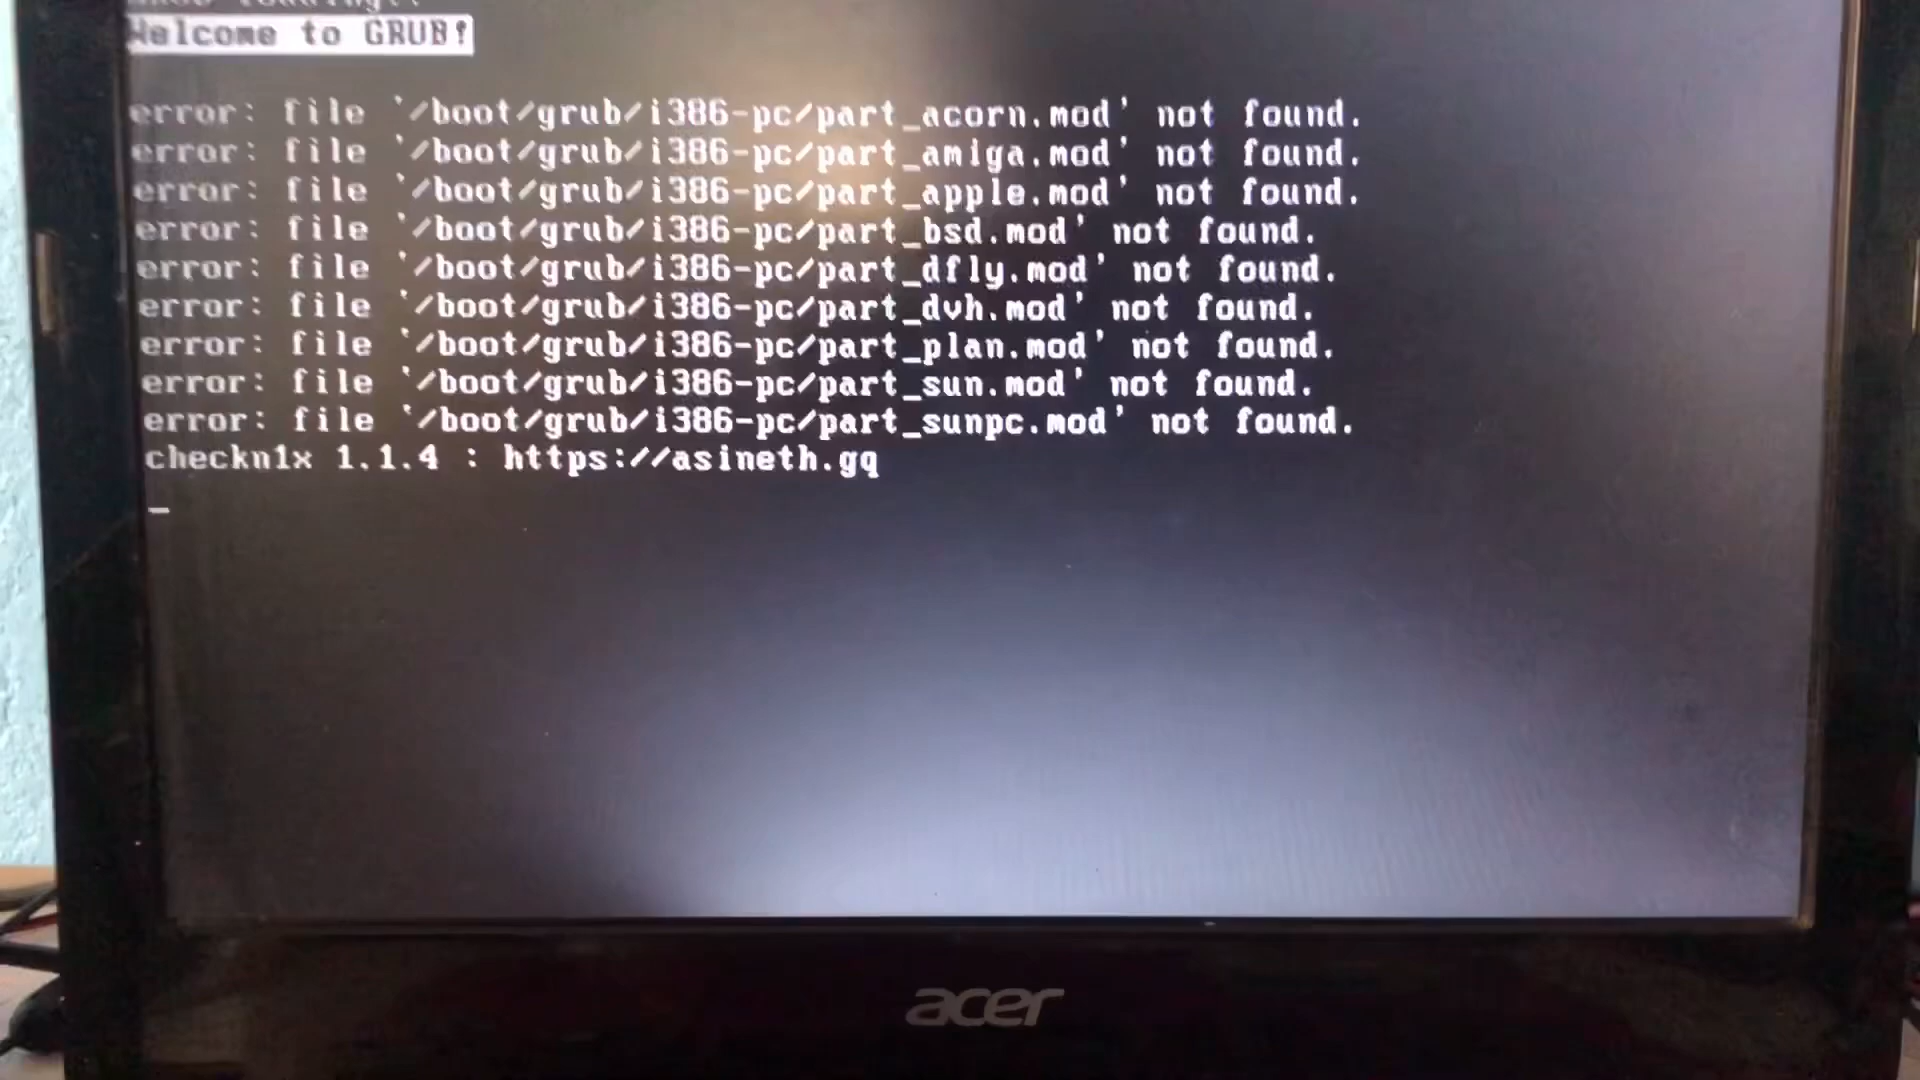 Welcome to GRUB!
error: file '/boot/grub/i386-pc/part_acorn.mod' not found.
error: file '/boot/grub/i386-pc/part_amiga.mod' not found.
error: file '/boot/grub/i386-pc/part_apple.mod' not found.
error: file '/boot/grub/i386-pc/part_bsd.mod' not found.
error: file '/boot/grub/i386-pc/part_dfly.mod' not found.
error: file '/boot/grub/i386-pc/part_dvh.mod' not found.
error: file '/boot/grub/i386-pc/part_plan.mod' not found.
error: file '/boot/grub/i386-pc/part_sun.mod' not found.
error: file '/boot/grub/i386-pc/part_sunpc.mod' not found.
checkn1x 1.1.4 : https://asineth.gq
acer